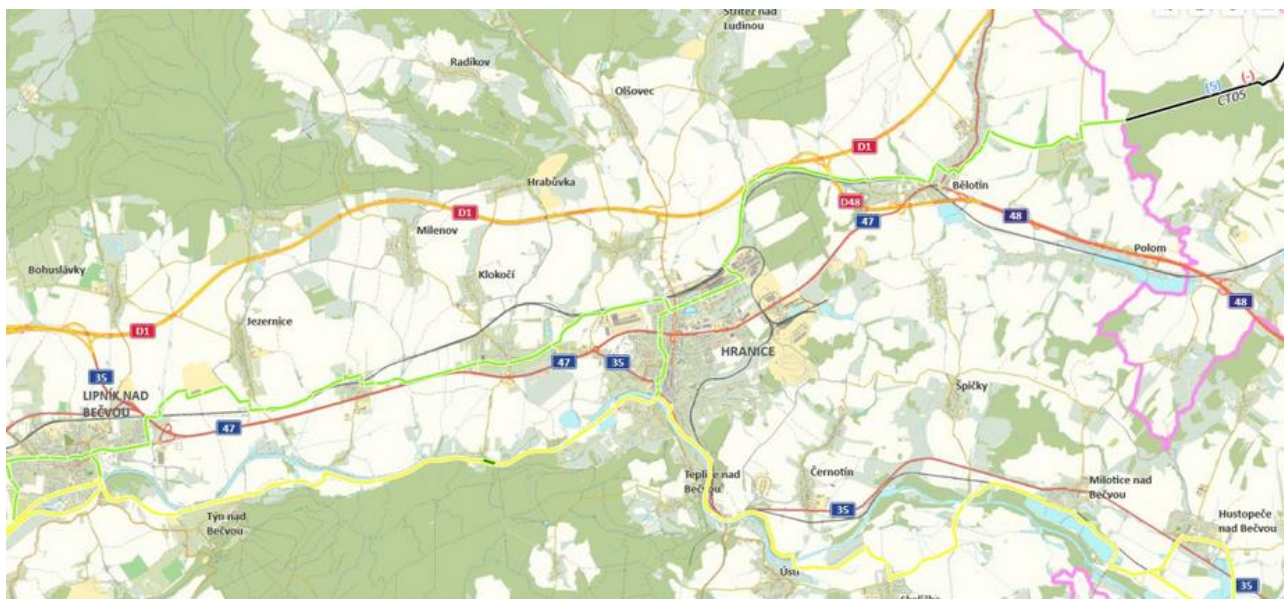 Střítež nad
Ludinou
Radíkov
(5) (-)
CT05
Olšovec
D1
Hrabůvka
Bělotín
D48
D1
47
48
Milenov
Polom
Bohuslávky
Klokočí
48
D1
Jezernice
HRANICE
47
35
35
Špičky
LIPNÍK NAD
BEČVOU
47
Teplice nad
Bečvou
Černotín
Milotice nad
Bečvou
35
Hustopeče
nad Bečvou
Týn nad
Bečvou
Ústí
35